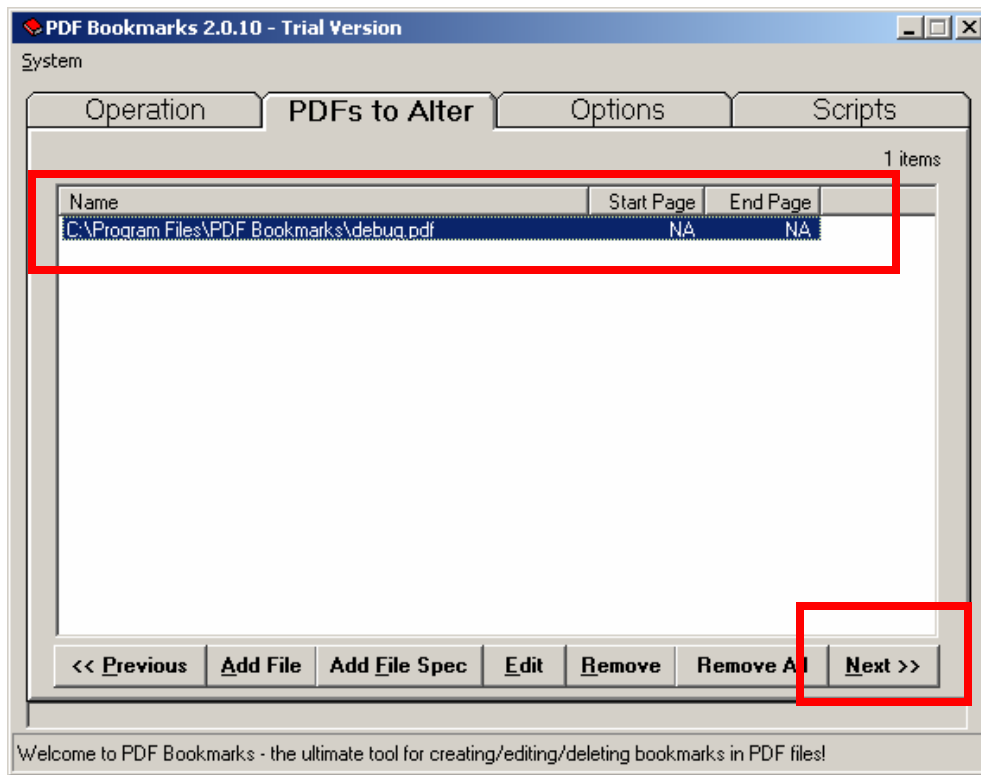 PDF Bookmarks 2.0.10 - Trial Version
System
Operation PDFs to Alter Options Scripts
1 items
Name Start Page End Page
C:\Program Files\PDF Bookmarks\debug.pdf NA NA
<< Previous Add File Add File Spec Edit Remove Remove All Next >>
Welcome to PDF Bookmarks - the ultimate tool for creating/editing/deleting bookmarks in PDF files!